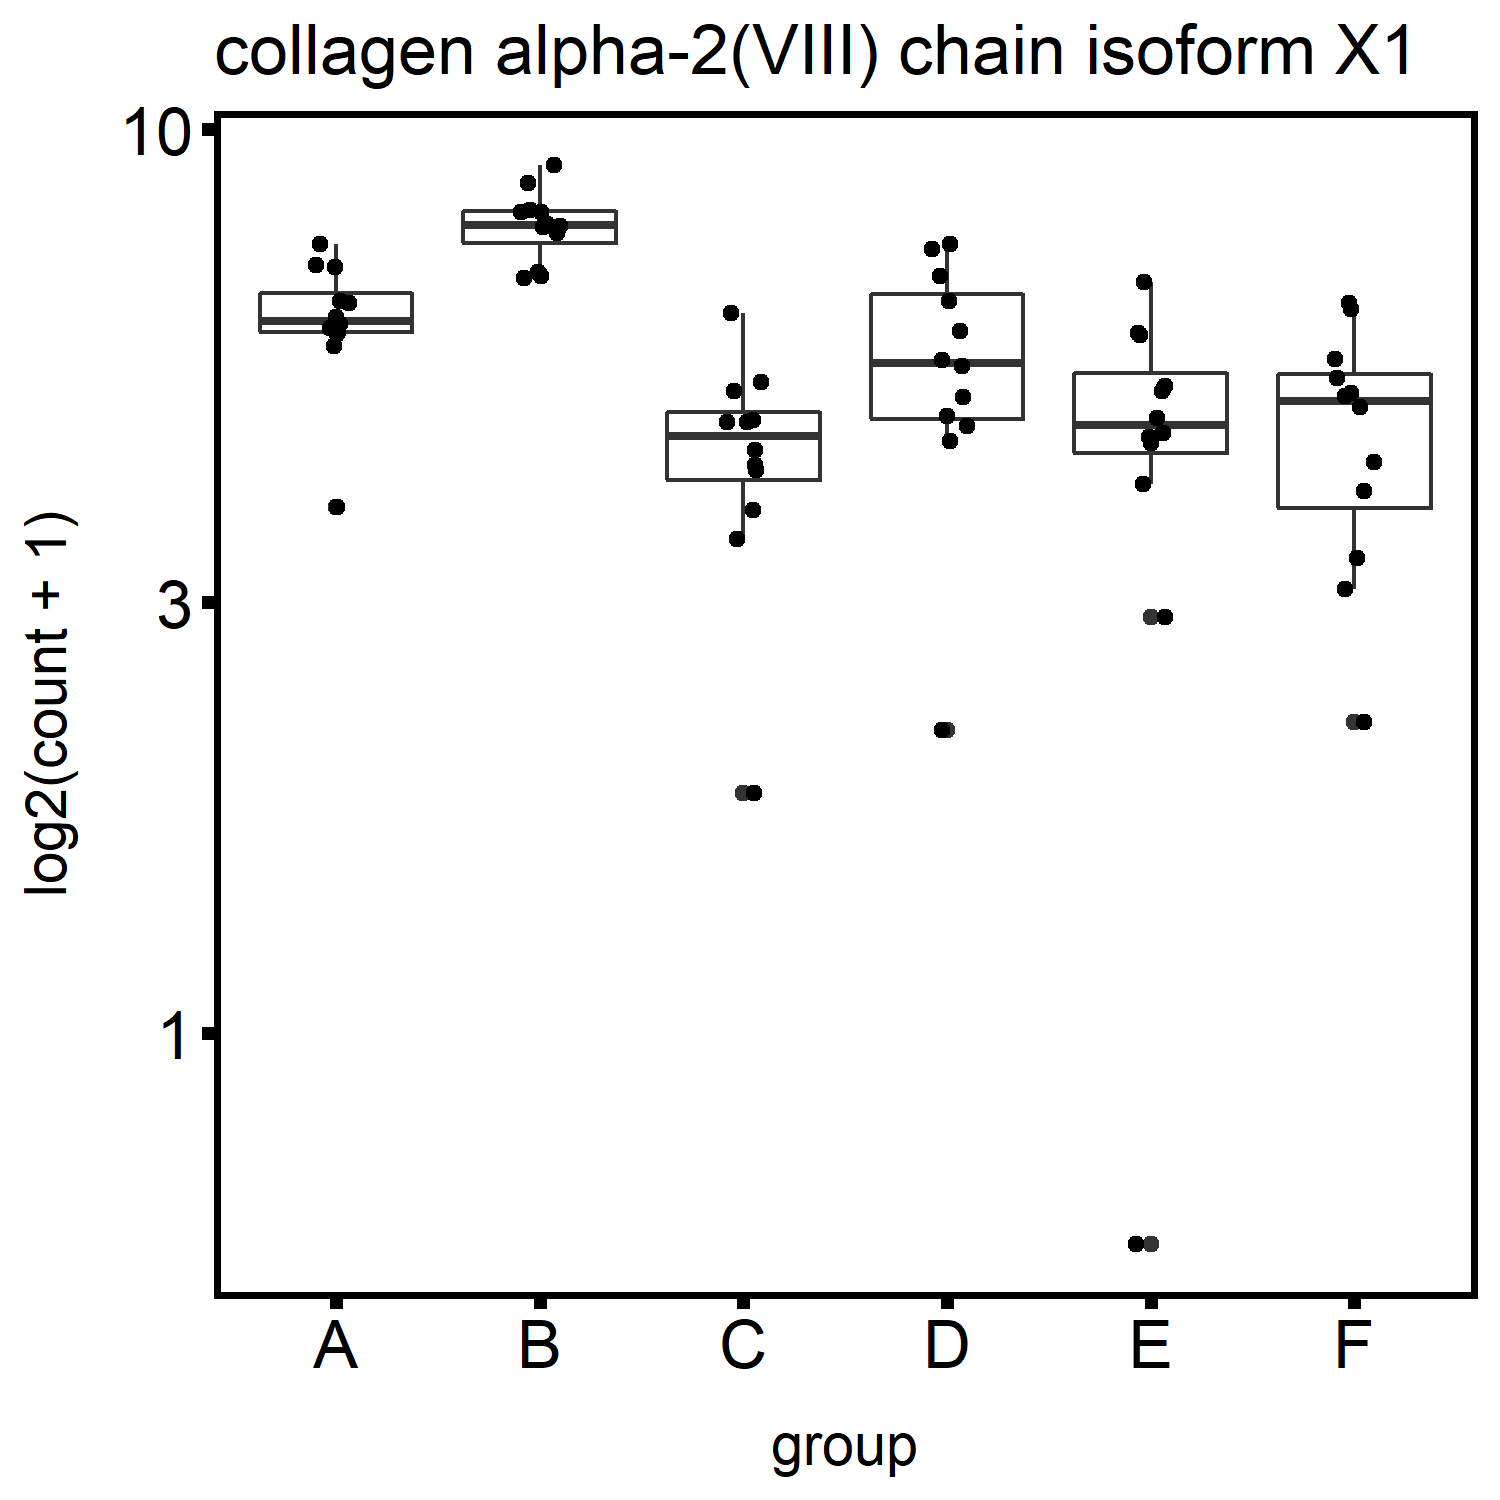 collagen alpha-2(VIII) chain isoform X1
log2(count + 1)
10
3
1
A B C D E F
group